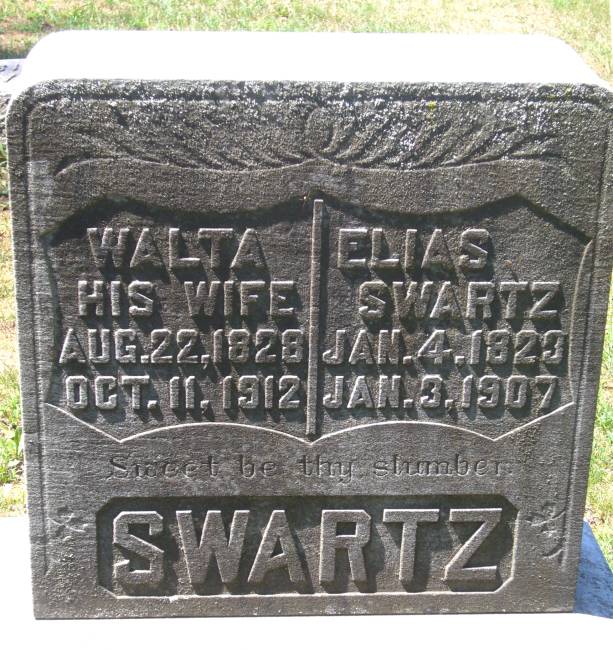 WALTA
HIS WIFE
AUG. 22, 1828
OCT. 11, 1912
ELIAS
SWARTZ
JAN. 4, 1823
JAN. 3, 1907
Sweet be thy slumber.
SWARTZ